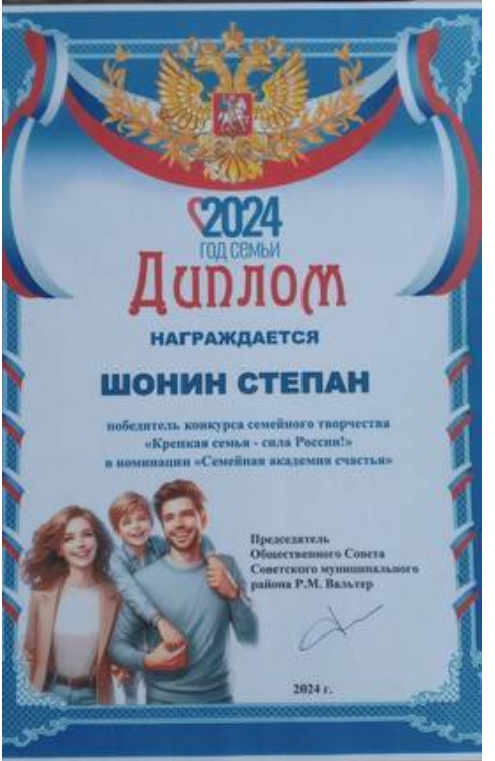 2024
ГОД СЕМЬИ
Диплом
НАГРАЖДАЕТСЯ
ШОНИН СТЕПАН
победитель конкурса семейного творчества
«Крепкая семья - сила России!»
в номинации «Семейная академия счастья»
Председатель
Общественного Совета
Советского муниципального
района Р.М. Вальтер
2024 г.